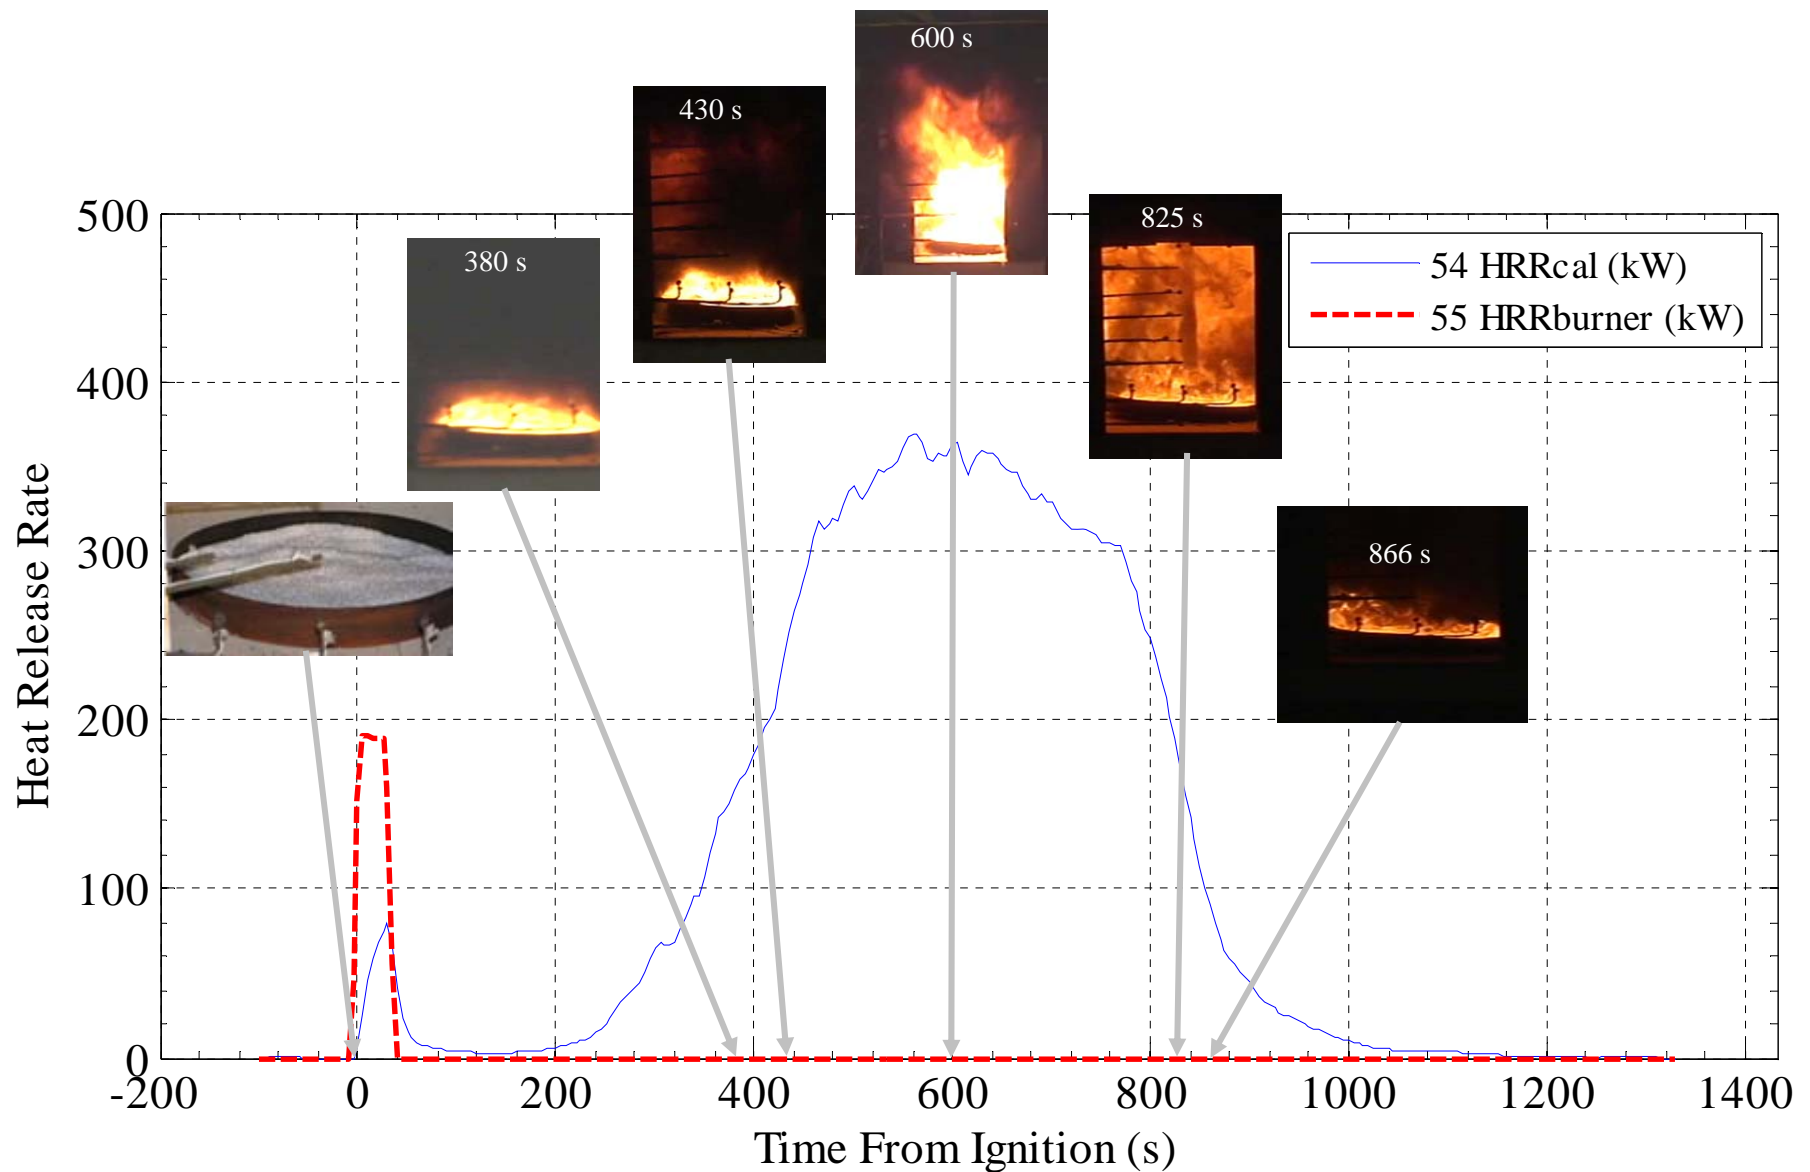 600 s
430 s
825 s
380 s
866 s
54 HRRcal (kW)
55 HRRburner (kW)
500
400
300
200
100
0
-200 0 200 400 600 800 1000 1200 1400
Heat Release Rate
Time From Ignition (s)